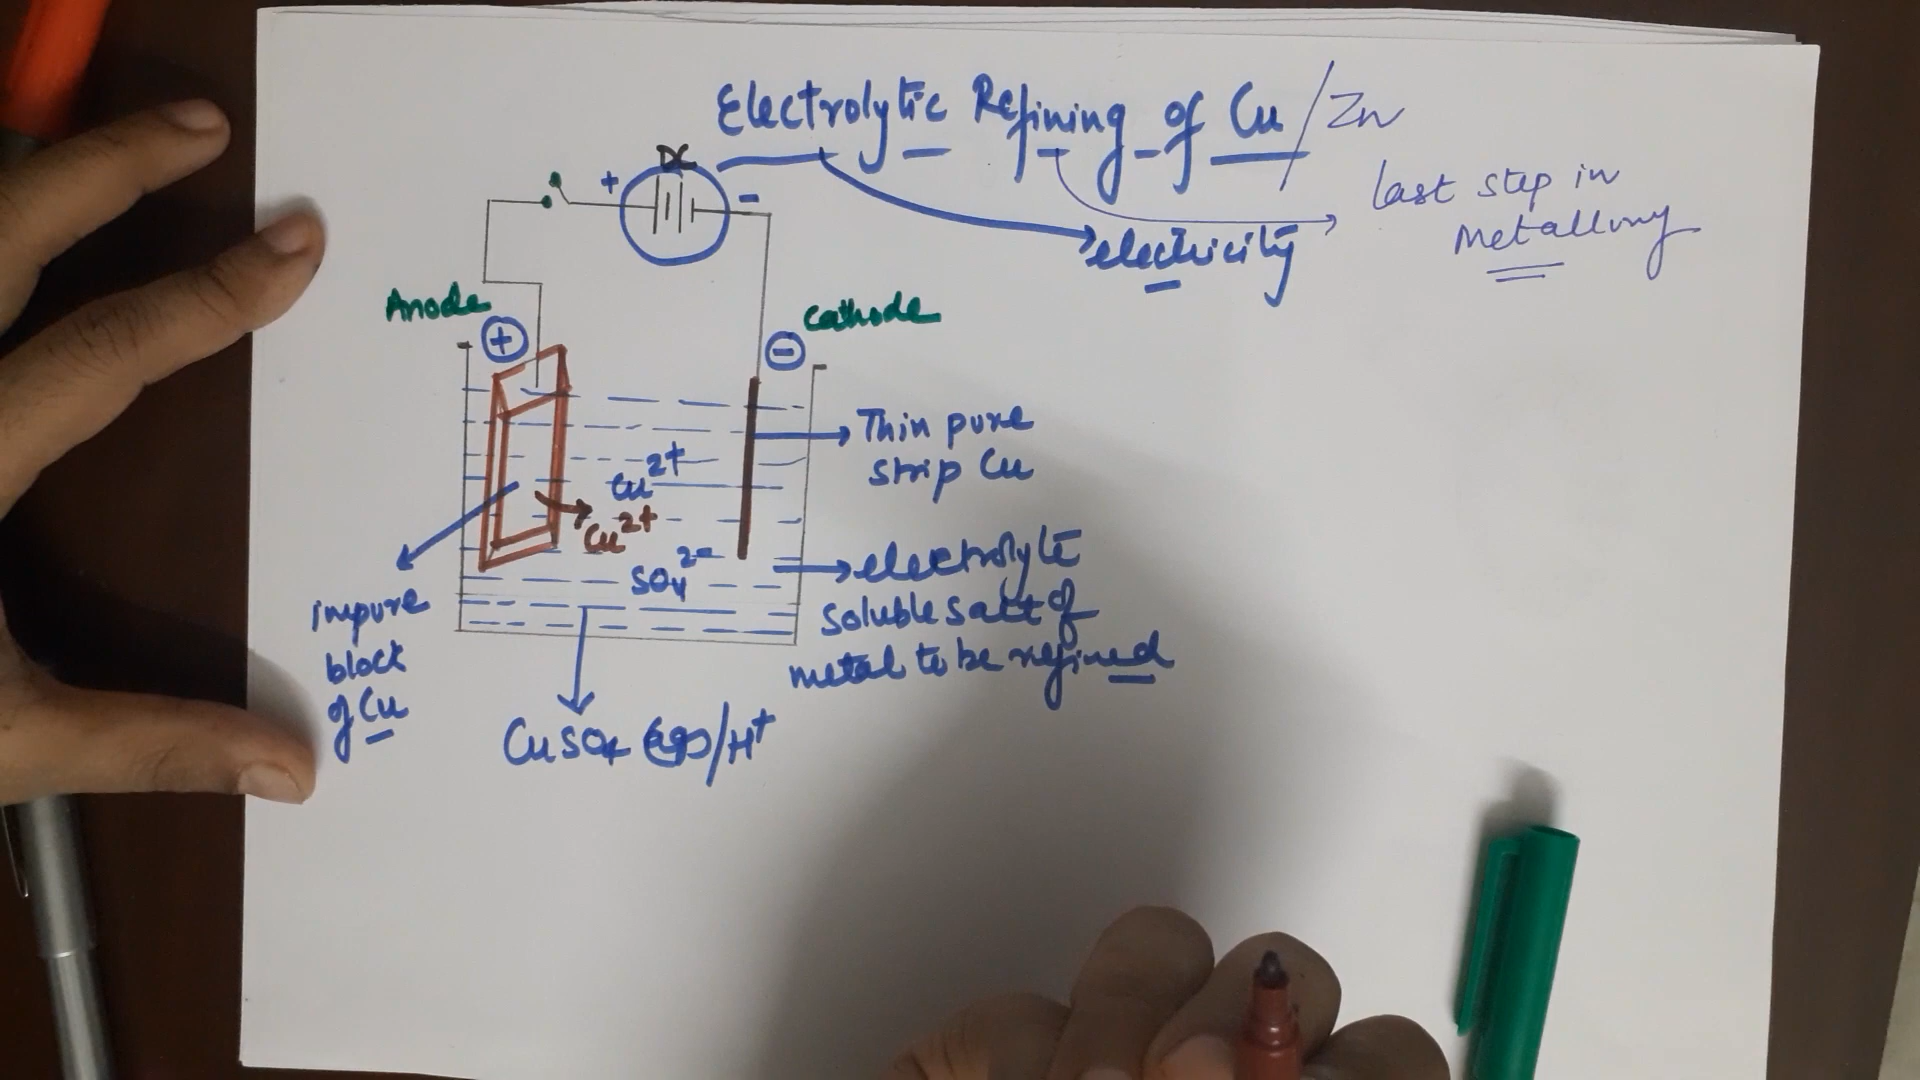 Electrolytic Refining of Cu/Zn
last step in
Metallurgy
electricity
DC
+
-
Anode
+
Cathode
-
Thin pure
strip Cu
Cu2+
Cu2+
SO4 2-
electrolyte
soluble salt of
metal to be refined
impure
block
of Cu
CuSO4 (aq)/H+